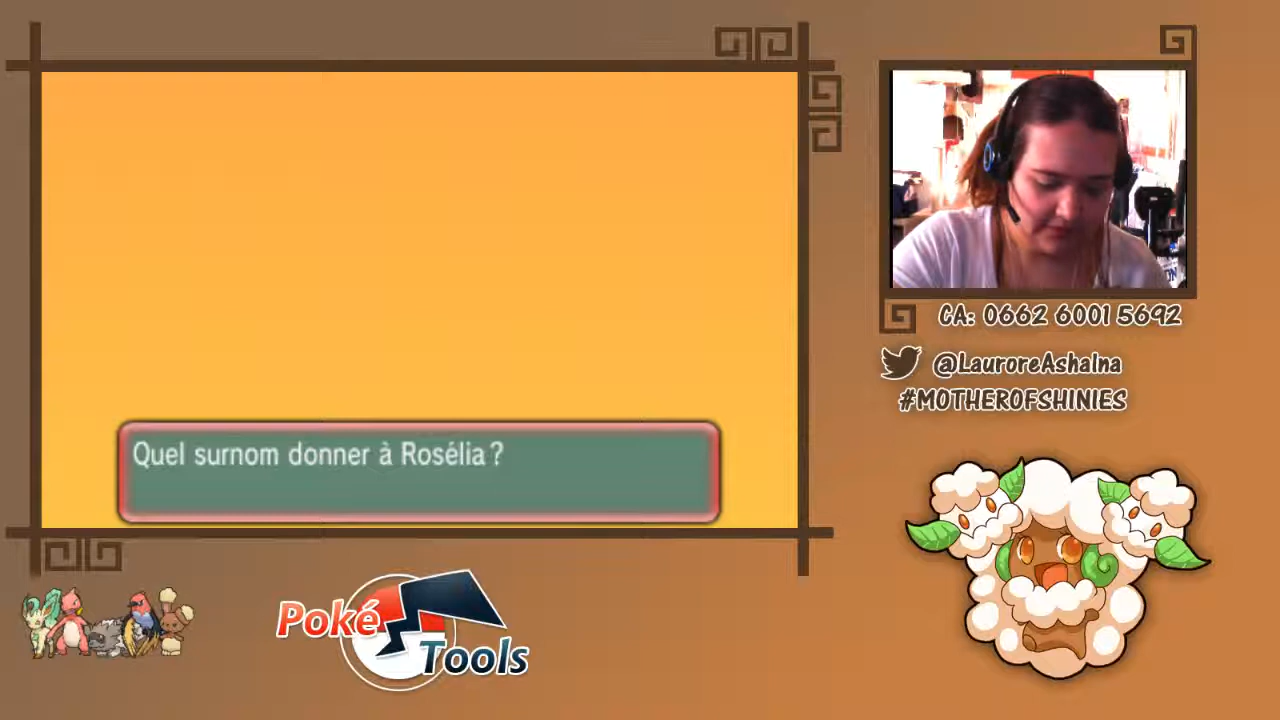 Quel surnom donner à Rosélia ?
CA: 0662 6001 5692
@LauroreAshalna
#MOTHEROFSHINIES
Poké
Tools